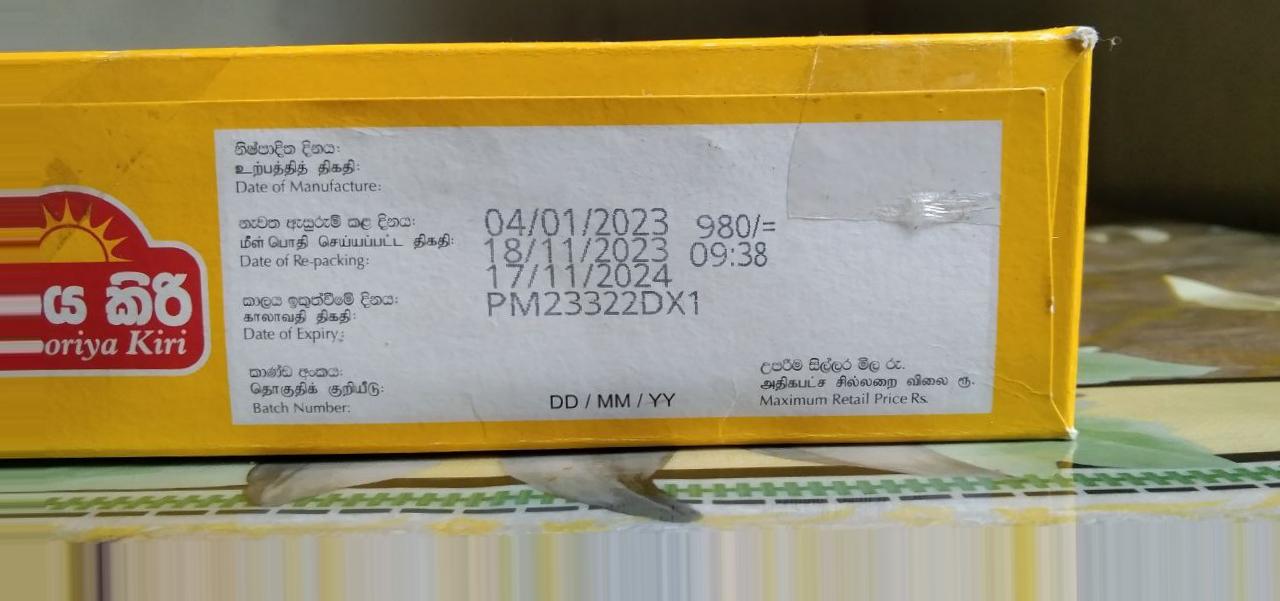 නිෂ්පාදිත දිනය:
உற்பத்தித் திகதி:
Date of Manufacture:
නැවත ඇසුරුම් කළ දිනය:
மீள் பொதி செய்யப்பட்ட திகதி:
Date of Re-packing:
04/01/2023 980/=
18/11/2023 09:38
17/11/2024
PM23322DX1
කාලය ඉකුත්වීමේ දිනය:
காலாவதி திகதி:
Date of Expiry:
කාණ්ඩ අංකය:
தொகுதிக் குறியீடு:
Batch Number:
DD / MM / YY
උපරිම සිල්ලර මිල රු.
அதிகபட்ச சில்லறை விலை ரூ.
Maximum Retail Price Rs.
ය කිරි
oriya Kiri